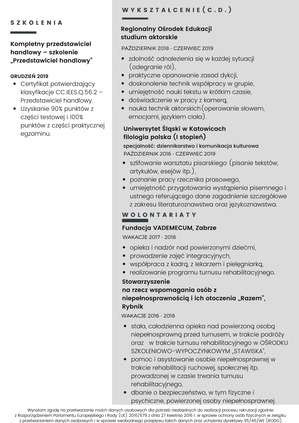 SZKOLENIA
Kompletny przedstawiciel
handlowy – szkolenie
„Przedstawiciel handlowy"
GRUDZIEŃ 2019
Certyfikat potwierdzający
klasyfikacje CC.IES.Q.56.2 –
Przedstawiciel handlowy.
Uzyskanie 90% punktów z
części testowej i 100%
punktów z części praktycznej
egzaminu.
WYKSZTAŁCENIE(C.D.)
Regionalny Ośrodek Edukacji
studium aktorskie
PAŹDZIERNIK 2018 - CZERWIEC 2019
zdolność odnalezienia się w każdej sytuacji
(odegranie ról),
praktyczne opanowanie zasad dykcji,
doskonalenie technik współpracy w grupie,
umiejętność nauki tekstu w krótkim czasie,
doświadczenie w pracy z kamerą,
nauka technik aktorskich(operowanie słowem,
emocjami, językiem ciała).
Uniwersytet Śląski w Katowicach
filologia polska (I stopień)
specjalność: dziennikarstwo i komunikacja kulturowa
PAŹDZIERNIK 2016 - CZERWIEC 2019
szlifowanie warsztatu pisarskiego (pisanie tekstów,
artykułów, esejów itp.),
poznanie pracy rzecznika prasowego,
umiejętność przygotowania wystąpienia pisemnego i
ustnego referującego dane zagadnienie szczegółowe
z zakresu literaturoznawstwa oraz językoznawstwa.
WOLONTARIATY
Fundacja VADEMECUM, Zabrze
WAKACJE 2017 - 2018
opieka i nadzór nad powierzonymi dziećmi,
prowadzenie zajęć integracyjnych,
współpraca z kadrą, z lekarzem i pielęgniarką,
realizowanie programu turnusu rehabilitacyjnego.
Stowarzyszenie
na rzecz wspomagania osób z
niepełnosprawnością i ich otoczenia „Razem",
Rybnik
WAKACJE 2016 - 2018
stała, całodzienna opieka nad powierzoną osobą
niepełnosprawną przed turnusem, w trakcie podróży
oraz w trakcie turnusu rehabilitacyjnego w OŚRODKU
SZKOLENIOWO-WYPOCZYNKOWYM „STAWISKA",
pomoc i asystowanie osobie niepełnosprawnej w
trakcie rehabilitacji ruchowej, społecznej itp.
prowadzonej w czasie trwania turnusu
rehabilitacyjnego,
dbanie o bezpieczeństwo, w tym fizyczne i
psychiczne, powierzonej osoby niepełnosprawnej.
Wyrażam zgodę na przetwarzanie moich danych osobowych dla potrzeb niezbędnych do realizacji procesu rekrutacji zgodnie
z Rozporządzeniem Parlamentu Europejskiego i Rady (UE) 2016/679 z dnia 27 kwietnia 2016 r. w sprawie ochrony osób fizycznych w związku
z przetwarzaniem danych osobowych i w sprawie swobodnego przepływu takich danych oraz uchylenia dyrektywy 95/46/WE (RODO).